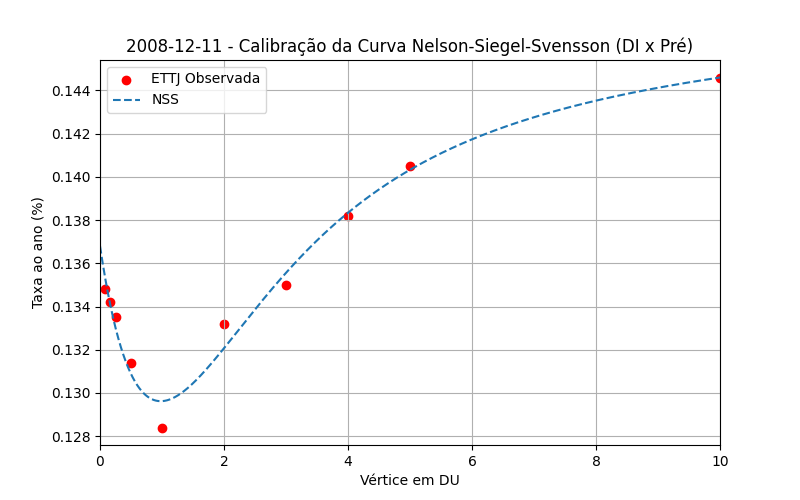 2008-12-11 - Calibração da Curva Nelson-Siegel-Svensson (DI x Pré)
ETTJ Observada
NSS
Taxa ao ano (%)
0.144
0.142
0.140
0.138
0.136
0.134
0.132
0.130
0.128
0 2 4 6 8 10
Vértice em DU